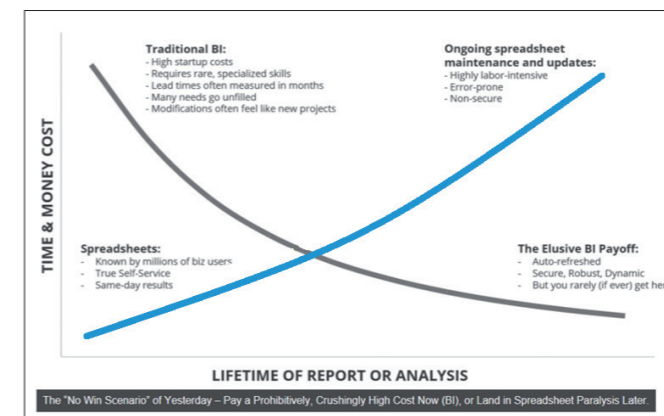 Traditional BI:
- High startup costs
- Requires rare, specialized skills
- Lead times often measured in months
- Many needs go unfilled
- Modifications often feel like new projects
Ongoing spreadsheet
maintenance and updates:
- Highly labor-intensive
- Error-prone
- Non-secure
TIME & MONEY COST
Spreadsheets:
- Known by millions of biz users
- True Self-Service
- Same-day results
The Elusive BI Payoff:
- Auto-refreshed
- Secure, Robust, Dynamic
- But you rarely (if ever) get
LIFETIME OF REPORT OR ANALYSIS
The "No Win Scenario" of Yesterday – Pay a Prohibitively, Crushingly High Cost Now (BI), or Land in Spreadsheet Paralysis Later.